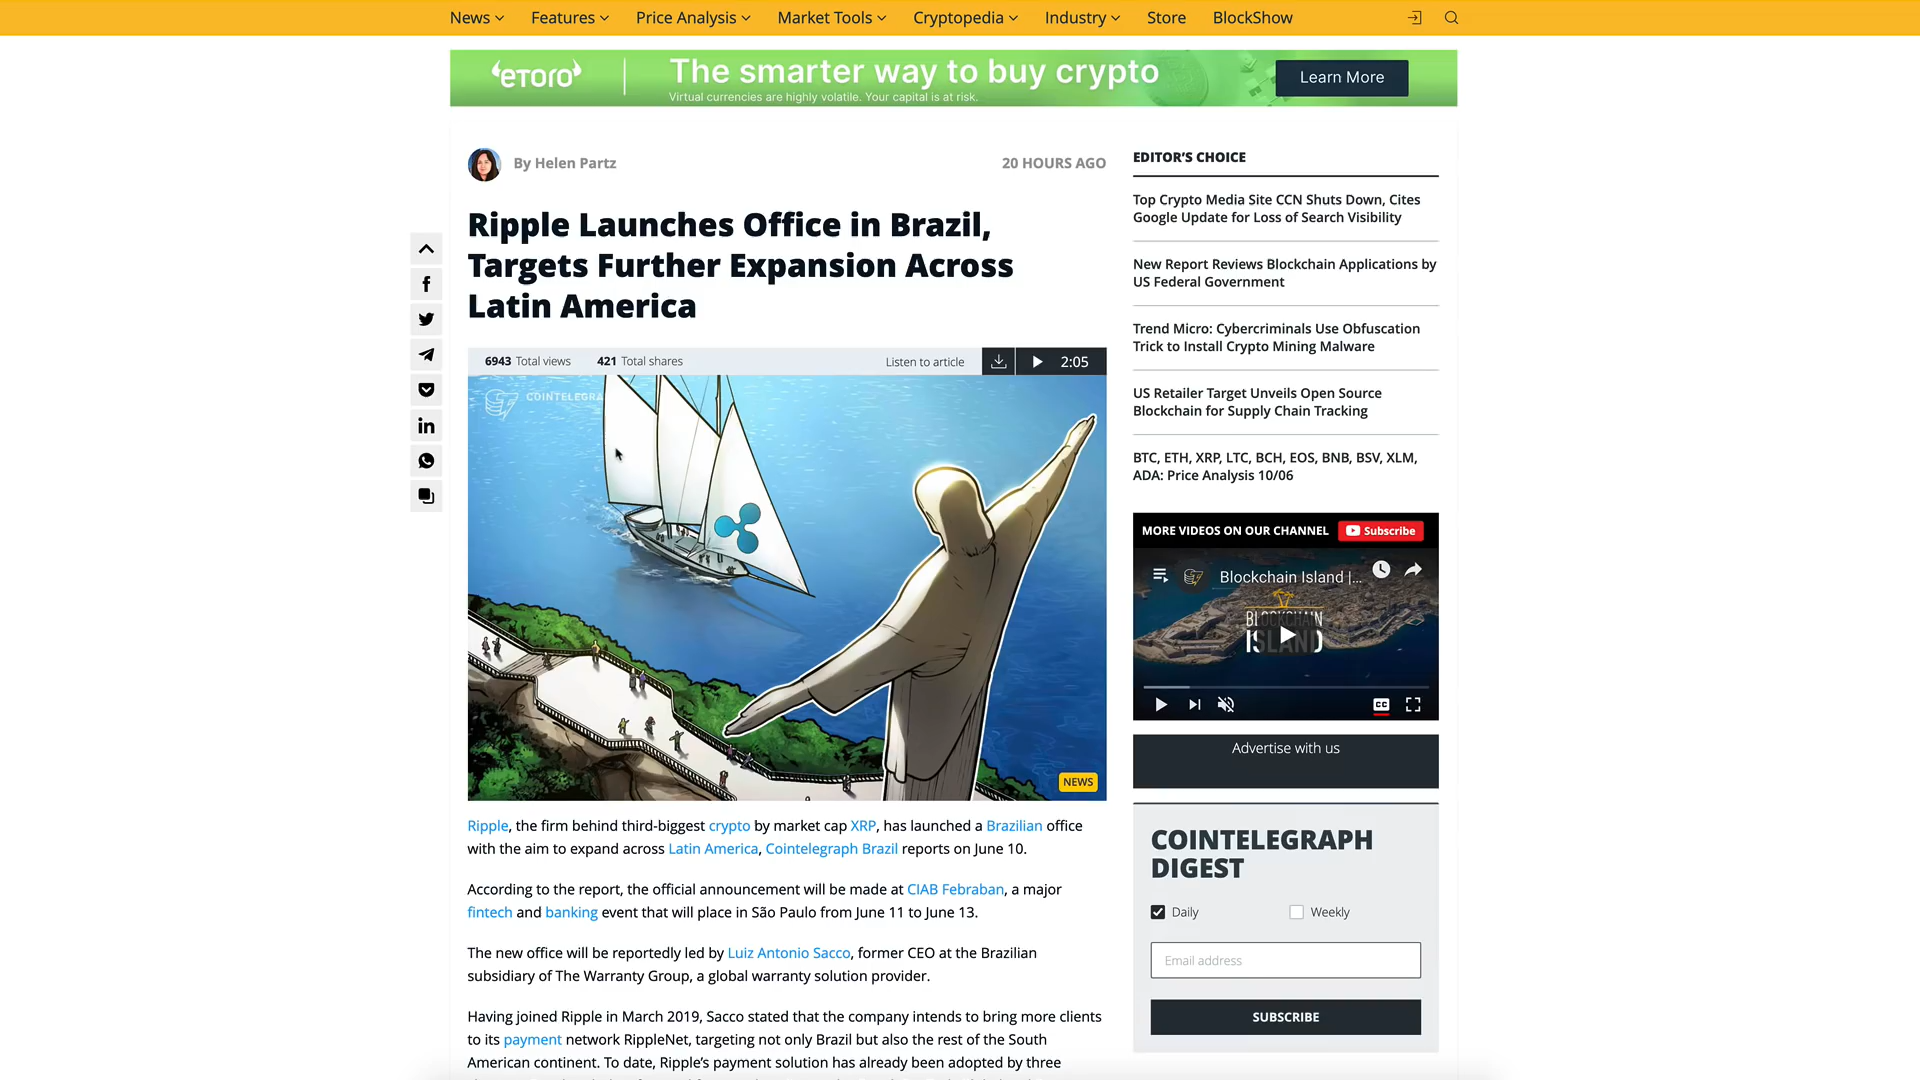 News Features Price Analysis Market Tools Cryptopedia Industry Store BlockShow
eToro The smarter way to buy crypto Learn More
Virtual currencies are highly volatile. Your capital is at risk.
By Helen Partz 20 HOURS AGO
Ripple Launches Office in Brazil,
Targets Further Expansion Across
Latin America
6943 Total views 421 Total shares Listen to article 2:05
COINTELEGRA
NEWS
Ripple, the firm behind third-biggest crypto by market cap XRP, has launched a Brazilian office
with the aim to expand across Latin America, Cointelegraph Brazil reports on June 10.
According to the report, the official announcement will be made at CIAB Febraban, a major
fintech and banking event that will place in São Paulo from June 11 to June 13.
The new office will be reportedly led by Luiz Antonio Sacco, former CEO at the Brazilian
subsidiary of The Warranty Group, a global warranty solution provider.
Having joined Ripple in March 2019, Sacco stated that the company intends to bring more clients
to its payment network RippleNet, targeting not only Brazil but also the rest of the South
American continent. To date, Ripple's payment solution has already been adopted by three
EDITOR'S CHOICE
Top Crypto Media Site CCN Shuts Down, Cites
Google Update for Loss of Search Visibility
New Report Reviews Blockchain Applications by
US Federal Government
Trend Micro: Cybercriminals Use Obfuscation
Trick to Install Crypto Mining Malware
US Retailer Target Unveils Open Source
Blockchain for Supply Chain Tracking
BTC, ETH, XRP, LTC, BCH, EOS, BNB, BSV, XLM,
ADA: Price Analysis 10/06
MORE VIDEOS ON OUR CHANNEL Subscribe
Blockchain Island |...
BLOCKCHAIN
ISLAND
CC
Advertise with us
COINTELEGRAPH
DIGEST
Daily Weekly
Email address
SUBSCRIBE